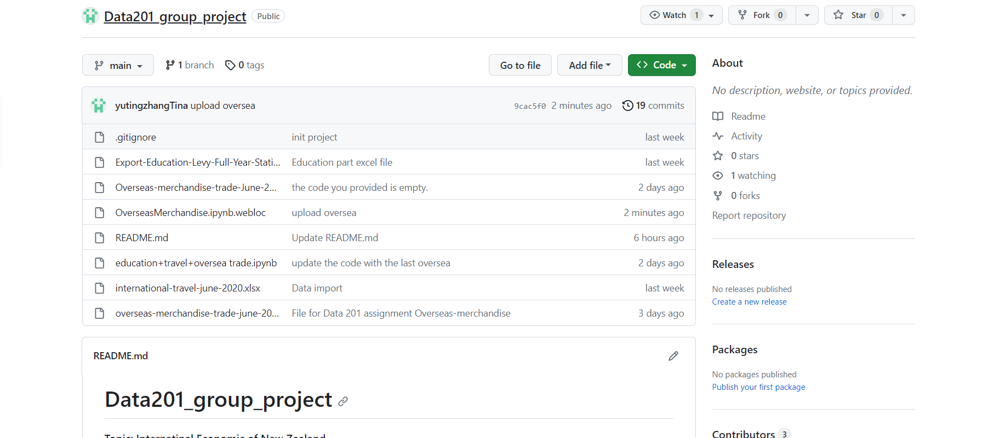 Data201_group_project Public Watch 1 Fork 0 Star 0
main 1 branch 0 tags Go to file Add file Code
yutingzhangTina upload oversea 9cac5f0 2 minutes ago 19 commits
.gitignore init project last week
Export-Education-Levy-Full-Year-Stati... Education part excel file last week
Overseas-merchandise-trade-June-2... the code you provided is empty. 2 days ago
OverseasMerchandise.ipynb.webloc upload oversea 2 minutes ago
README.md Update README.md 6 hours ago
education+travel+oversea trade.ipynb update the code with the last oversea 2 days ago
international-travel-june-2020.xlsx Data import last week
overseas-merchandise-trade-june-20... File for Data 201 assignment Overseas-merchandise 3 days ago
README.md
Data201_group_project
Topic: Internatinal Economic of New Zealand
About
No description, website, or topics provided.
Readme
Activity
0 stars
1 watching
0 forks
Report repository
Releases
No releases published
Create a new release
Packages
No packages published
Publish your first package
Contributors 3